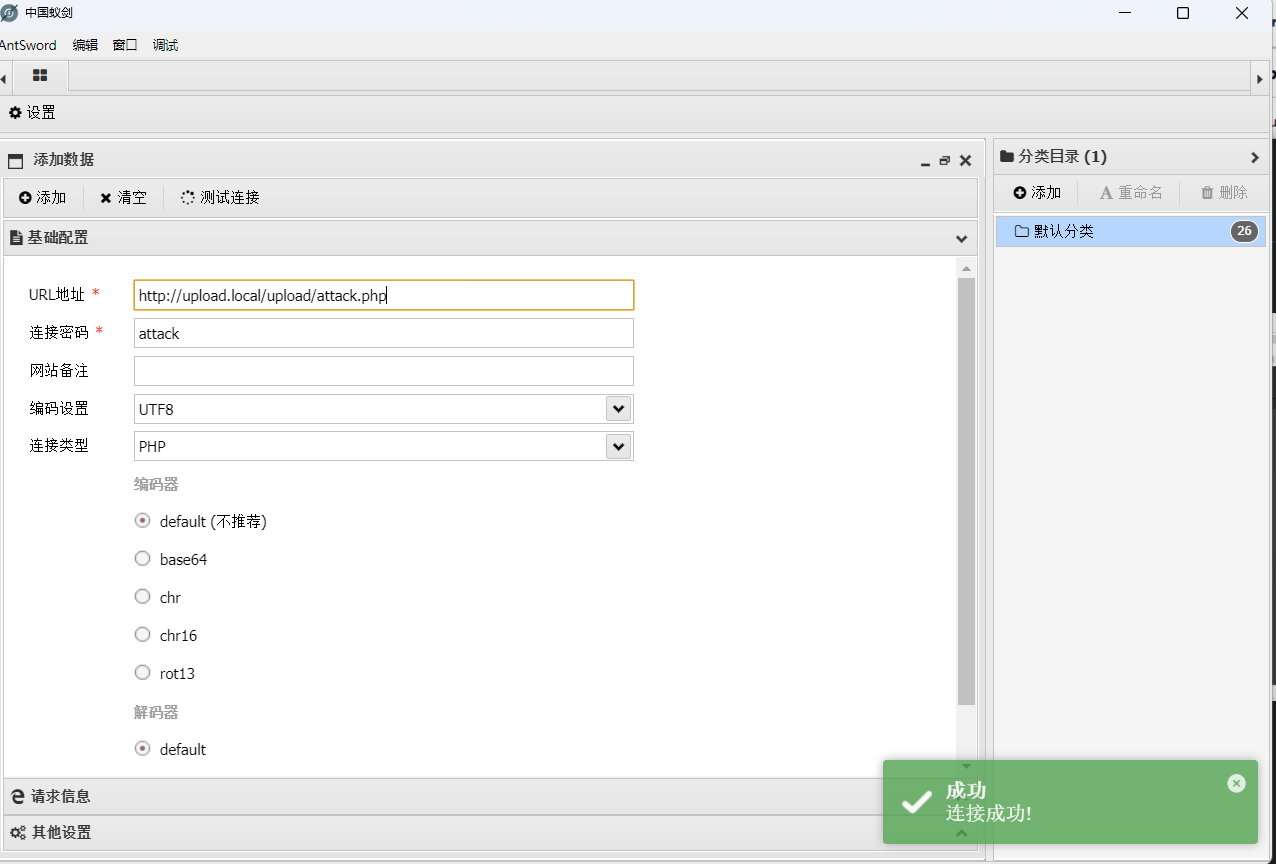 中国蚁剑
AntSword 编辑 窗口 调试
设置
添加数据
添加 清空 测试连接
基础配置
URL地址 * http://upload.local/upload/attack.php
连接密码 * attack
网站备注
编码设置 UTF8
连接类型 PHP
编码器
default (不推荐)
base64
chr
chr16
rot13
解码器
default
请求信息
其他设置
分类目录 (1)
添加 重命名 删除
默认分类 26
成功
连接成功!